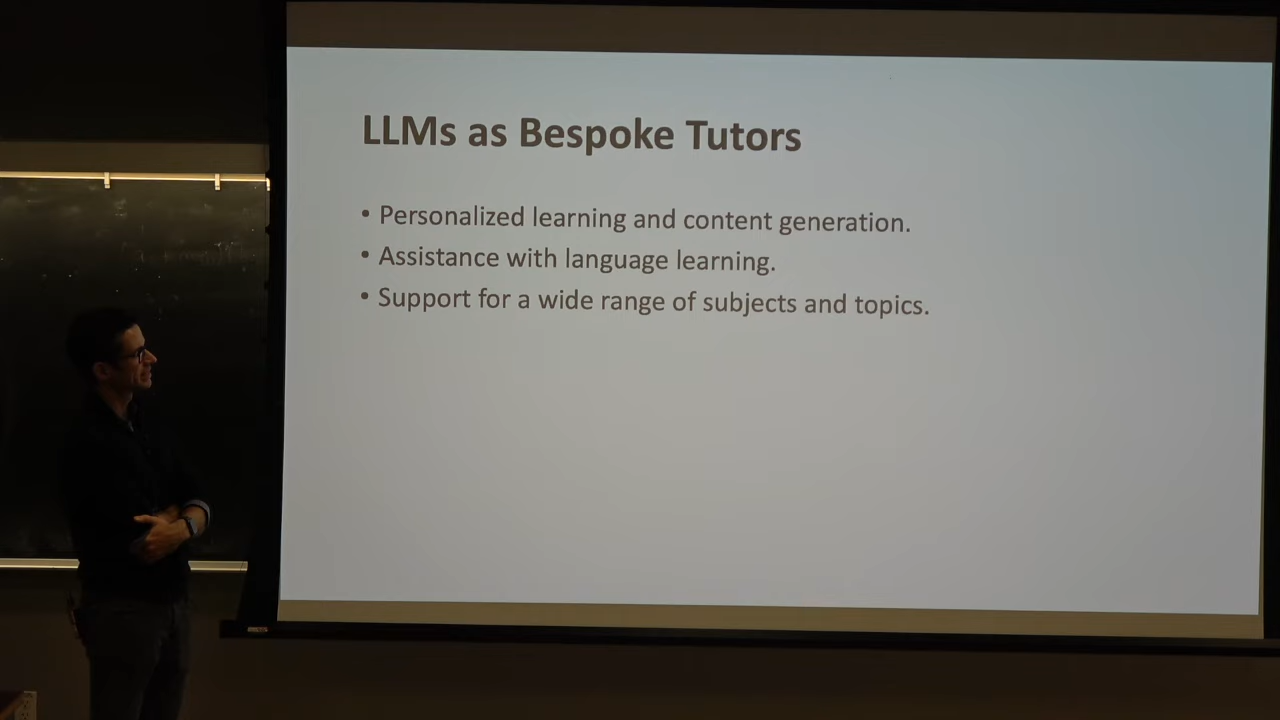 LLMs as Bespoke Tutors
• Personalized learning and content generation.
• Assistance with language learning.
• Support for a wide range of subjects and topics.